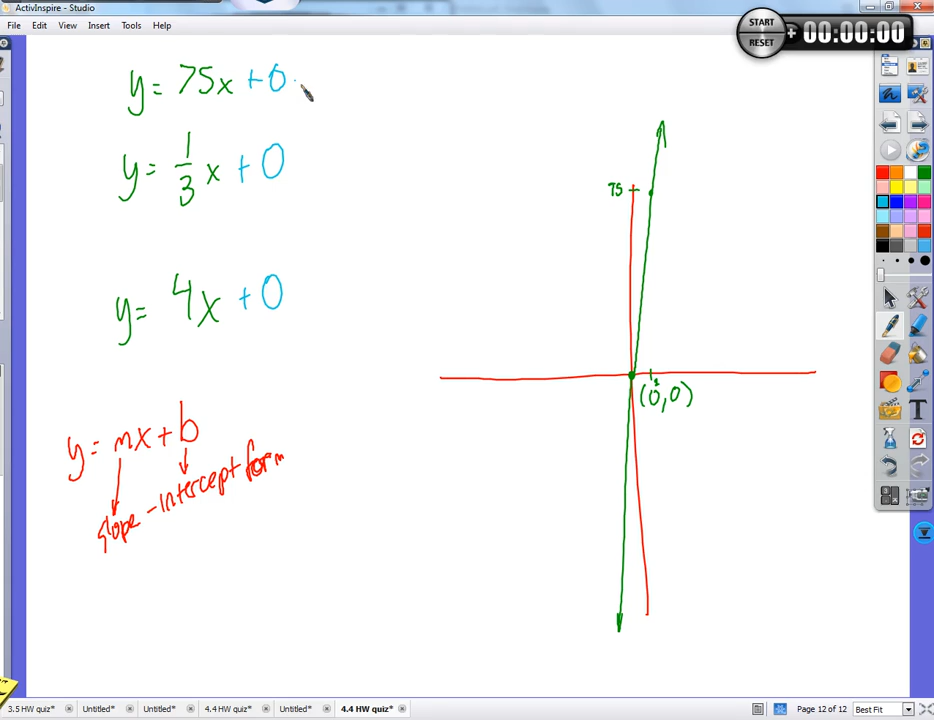 ActivInspire - Studio
File Edit View Insert Tools Help
START
RESET
00:00:00
y = 75x + 0
y = 1/3 x + 0
y = 4x + 0
y = mx + b
slope - intercept form
75
1
(0,0)
3.5 HW quiz* Untitled* Untitled* 4.4 HW quiz* Untitled* 4.4 HW quiz*
Page 12 of 12 Best Fit